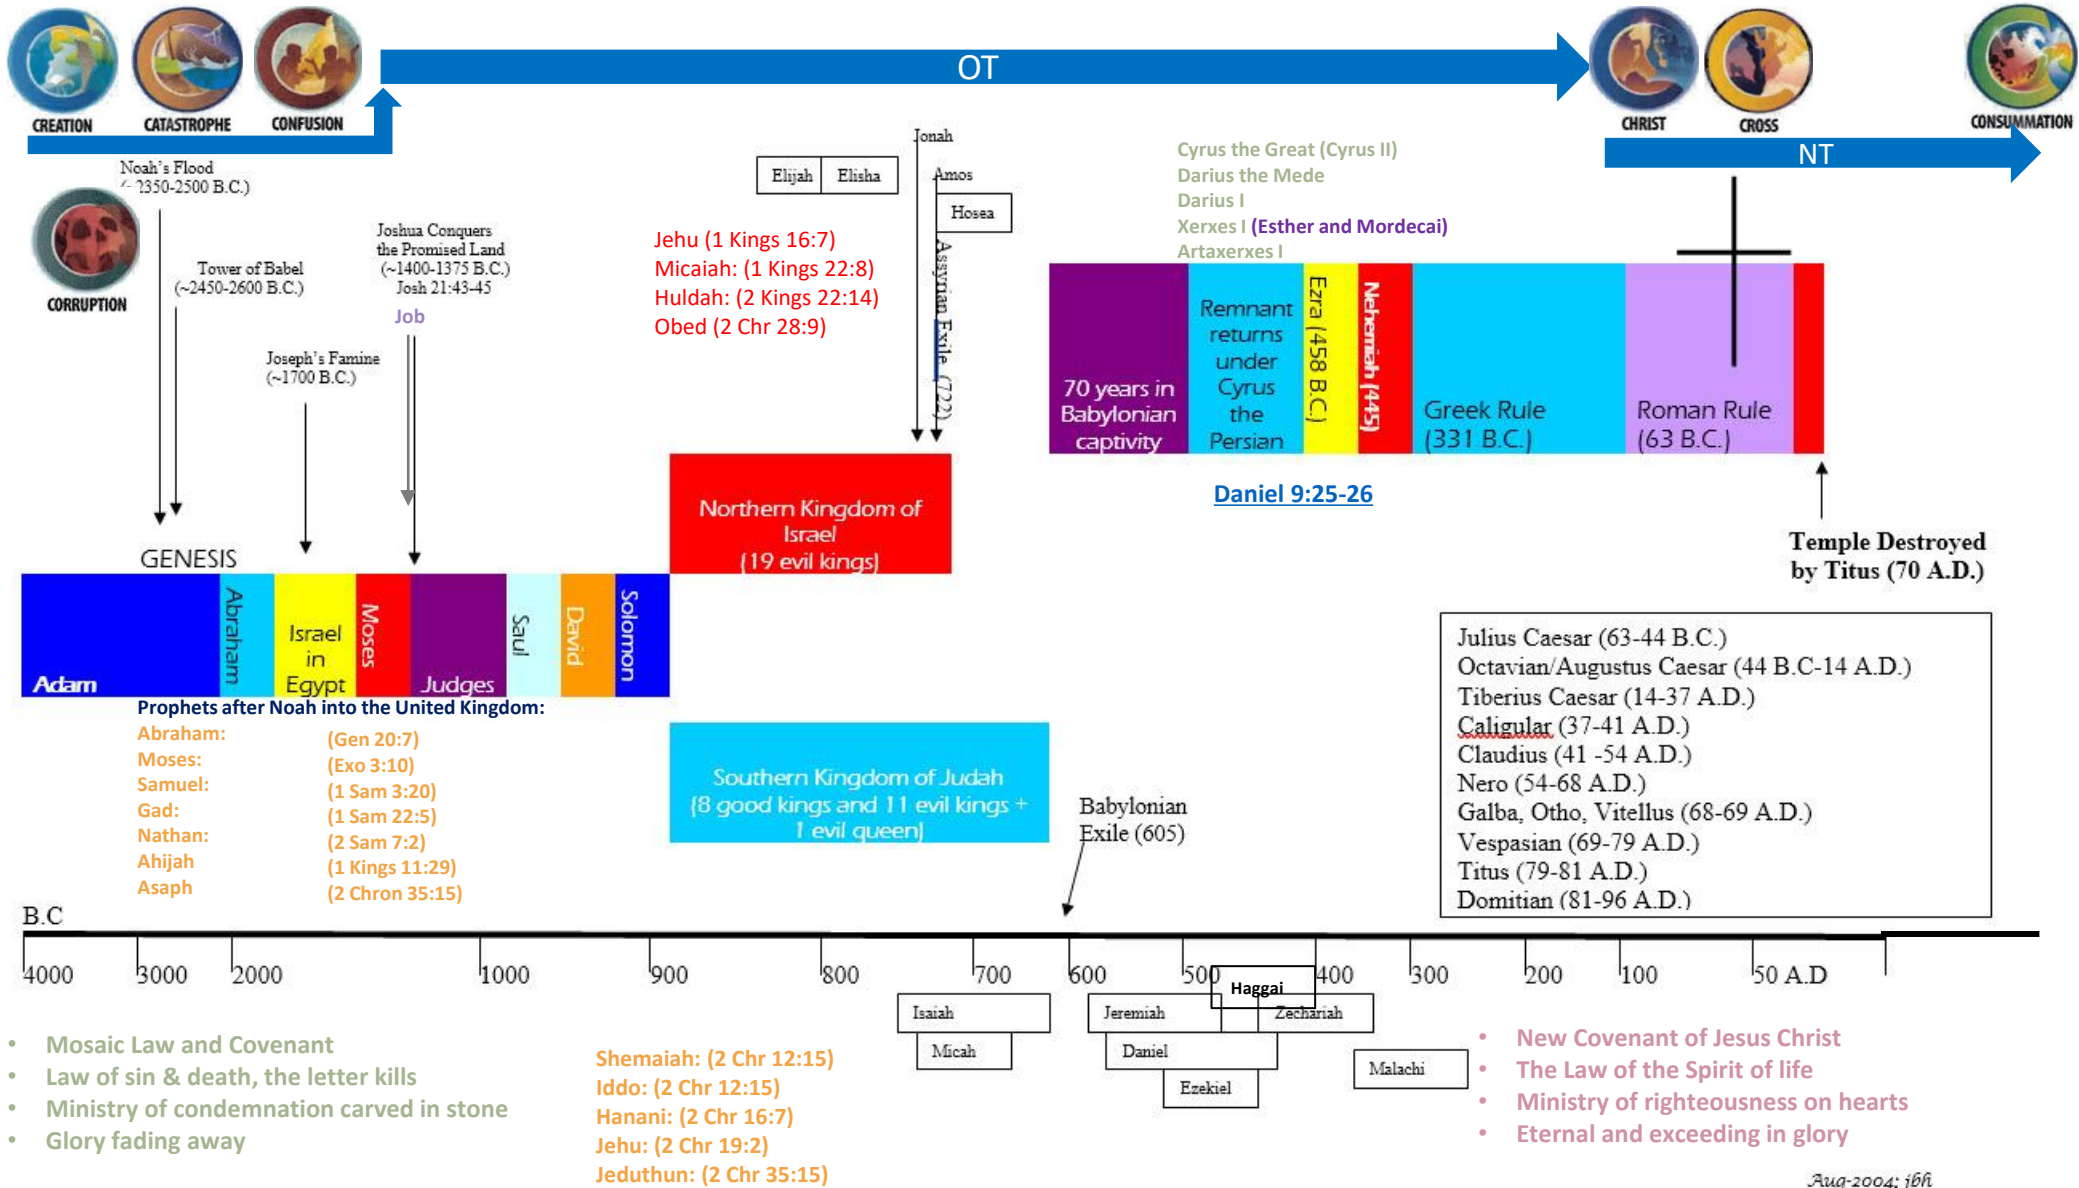 OT
CREATION
CATASTROPHE
CONFUSION
CHRIST
CROSS
CONSUMMATION
NT
Noah's Flood
(~2350-2500 B.C.)
CORRUPTION
Tower of Babel
(~2450-2600 B.C.)
Joshua Conquers
the Promised Land
(~1400-1375 B.C.)
Josh 21:43-45
Job
Joseph's Famine
(~1700 B.C.)
Elijah
Elisha
Jonah
Amos
Hosea
Assyrian Exile (722)
Jehu (1 Kings 16:7)
Micaiah: (1 Kings 22:8)
Huldah: (2 Kings 22:14)
Obed (2 Chr 28:9)
Cyrus the Great (Cyrus II)
Darius the Mede
Darius I
Xerxes I (Esther and Mordecai)
Artaxerxes I
70 years in
Babylonian
captivity
Remnant
returns
under
Cyrus
the
Persian
Ezra (458 B.C.)
Nehemiah (445)
Greek Rule
(331 B.C.)
Roman Rule
(63 B.C.)
Daniel 9:25-26
Temple Destroyed
by Titus (70 A.D.)
Northern Kingdom of
Israel
(19 evil kings)
GENESIS
Adam
Abraham
Israel
in
Egypt
Moses
Judges
Saul
David
Solomon
Prophets after Noah into the United Kingdom:
Abraham: (Gen 20:7)
Moses: (Exo 3:10)
Samuel: (1 Sam 3:20)
Gad: (1 Sam 22:5)
Nathan: (2 Sam 7:2)
Ahijah (1 Kings 11:29)
Asaph (2 Chron 35:15)
Southern Kingdom of Judah
(8 good kings and 11 evil kings +
1 evil queen)
Babylonian
Exile (605)
Julius Caesar (63-44 B.C.)
Octavian/Augustus Caesar (44 B.C-14 A.D.)
Tiberius Caesar (14-37 A.D.)
Caligular (37-41 A.D.)
Claudius (41 -54 A.D.)
Nero (54-68 A.D.)
Galba, Otho, Vitellus (68-69 A.D.)
Vespasian (69-79 A.D.)
Titus (79-81 A.D.)
Domitian (81-96 A.D.)
B.C
4000 3000 2000 1000 900 800 700 600 500 400 300 200 100 50 A.D
Haggai
Isaiah
Micah
Jeremiah
Zechariah
Daniel
Ezekiel
Malachi
• Mosaic Law and Covenant
• Law of sin & death, the letter kills
• Ministry of condemnation carved in stone
• Glory fading away
Shemaiah: (2 Chr 12:15)
Iddo: (2 Chr 12:15)
Hanani: (2 Chr 16:7)
Jehu: (2 Chr 19:2)
Jeduthun: (2 Chr 35:15)
• New Covenant of Jesus Christ
• The Law of the Spirit of life
• Ministry of righteousness on hearts
• Eternal and exceeding in glory
Aug-2004; jbh